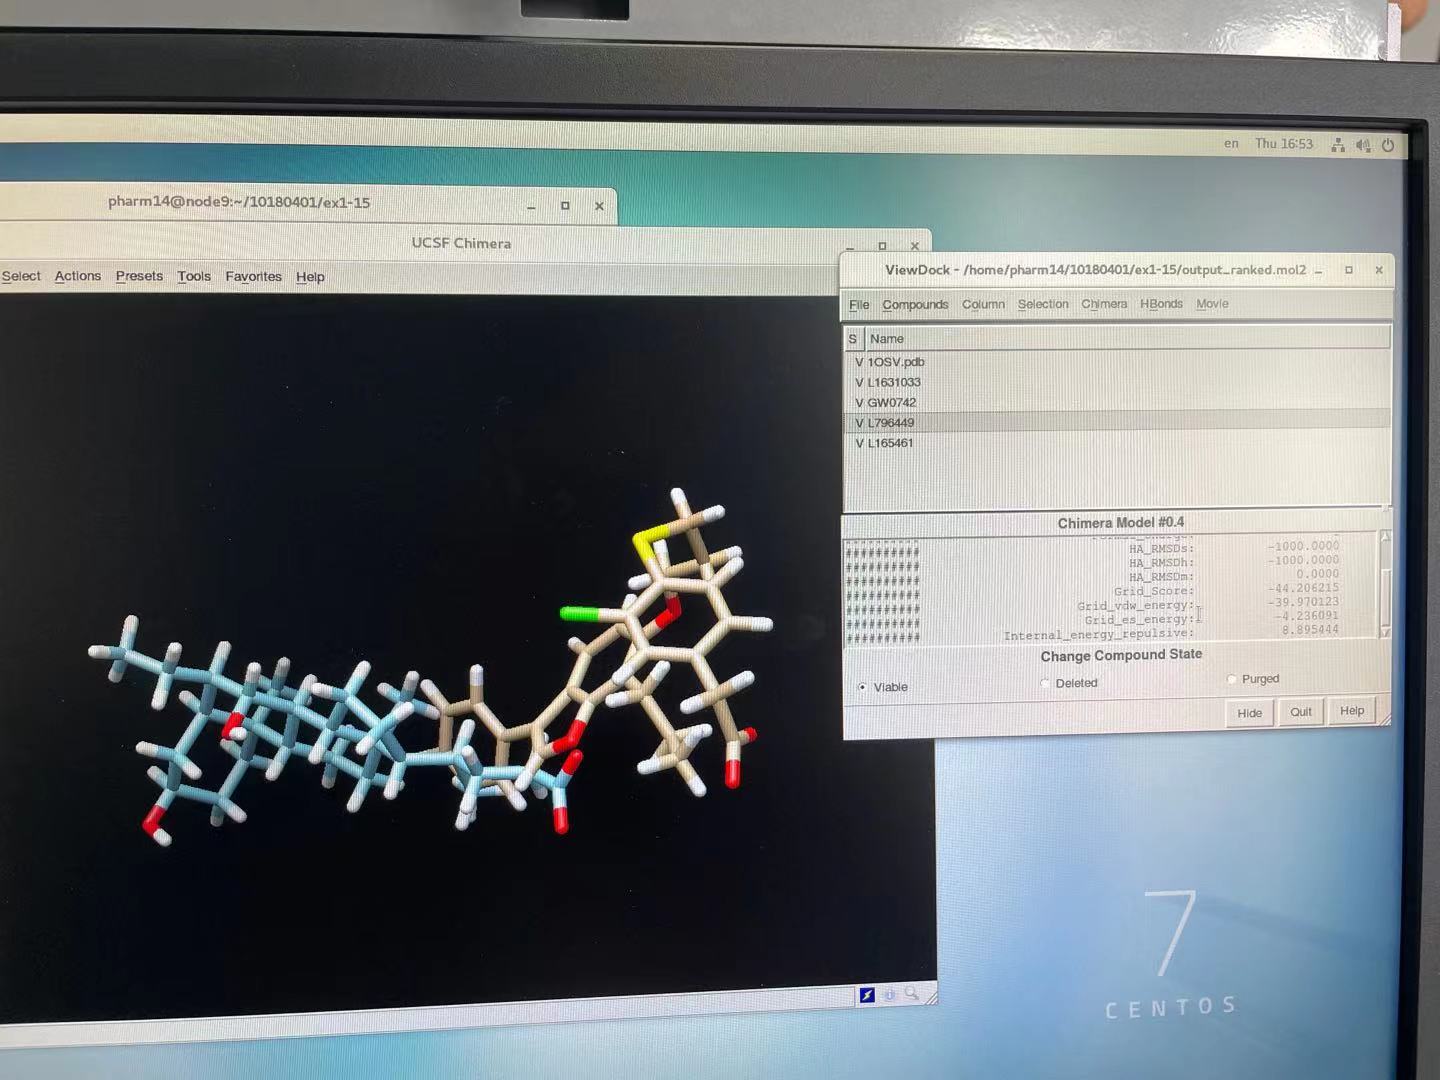 en Thu 16:53
pharm14@node9:~/10180401/ex1-15
UCSF Chimera
Select Actions Presets Tools Favorites Help
ViewDock - /home/pharm14/10180401/ex1-15/output_ranked.mol2
File Compounds Column Selection Chimera HBonds Movie
S Name
V 1OSV.pdb
V L1631033
V GW0742
V L796449
V L165461
Chimera Model #0.4
########## HA_RMSDs: -1000.0000
########## HA_RMSDh: -1000.0000
########## HA_RMSDm: 0.0000
########## Grid_Score: -44.206215
########## Grid_vdw_energy: -39.970123
########## Grid_es_energy: -4.236091
########## Internal_energy_repulsive: 8.895444
Change Compound State
Viable Deleted Purged
Hide Quit Help
7
CENTOS